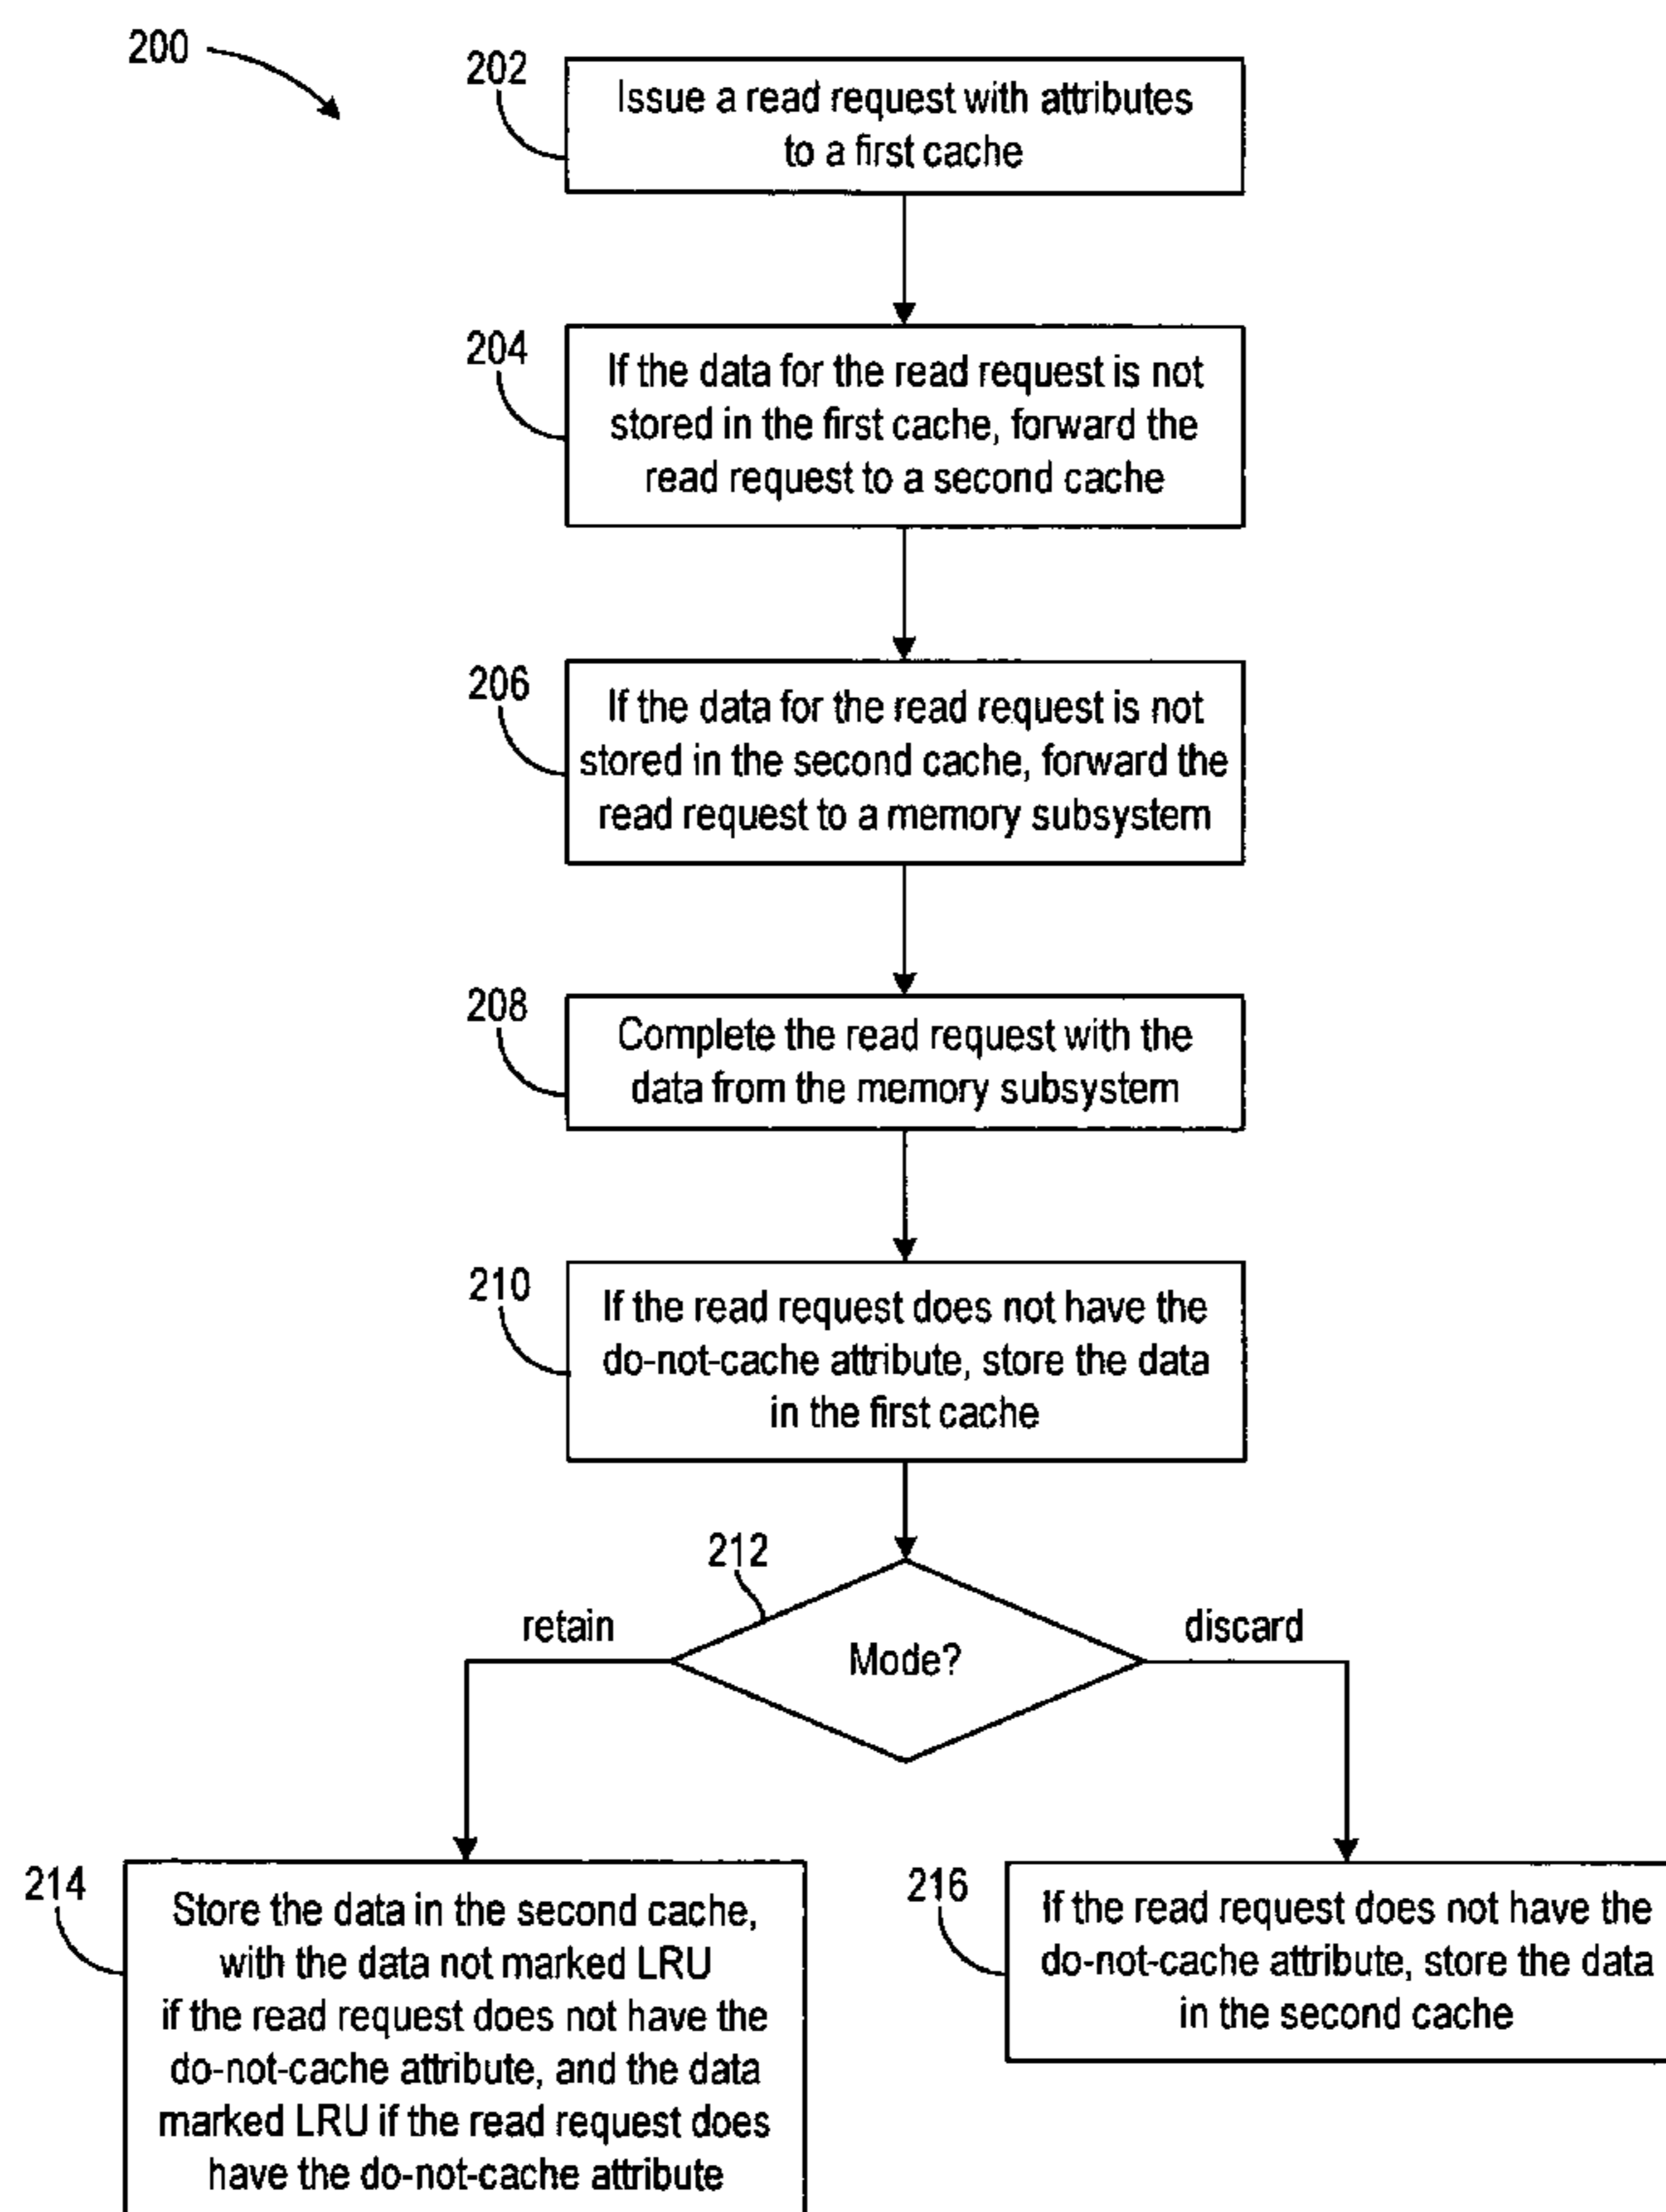 200
202
Issue a read request with attributes
to a first cache
204
If the data for the read request is not
stored in the first cache, forward the
read request to a second cache
206
If the data for the read request is not
stored in the second cache, forward the
read request to a memory subsystem
208
Complete the read request with the
data from the memory subsystem
210
If the read request does not have the
do-not-cache attribute, store the data
in the first cache
212
retain
Mode?
discard
214
Store the data in the second cache,
with the data not marked LRU
if the read request does not have the
do-not-cache attribute, and the data
marked LRU if the read request does
have the do-not-cache attribute
216
If the read request does not have the
do-not-cache attribute, store the data
in the second cache